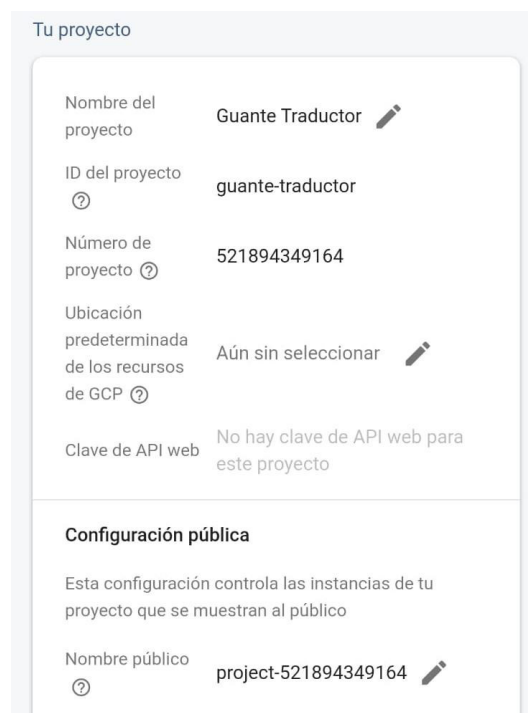 Tu proyecto
Nombre del
proyecto
Guante Traductor
ID del proyecto
guante-traductor
Número de
proyecto
521894349164
Ubicación
predeterminada
de los recursos
de GCP
Aún sin seleccionar
Clave de API web
No hay clave de API web para
este proyecto
Configuración pública
Esta configuración controla las instancias de tu
proyecto que se muestran al público
Nombre público
project-521894349164